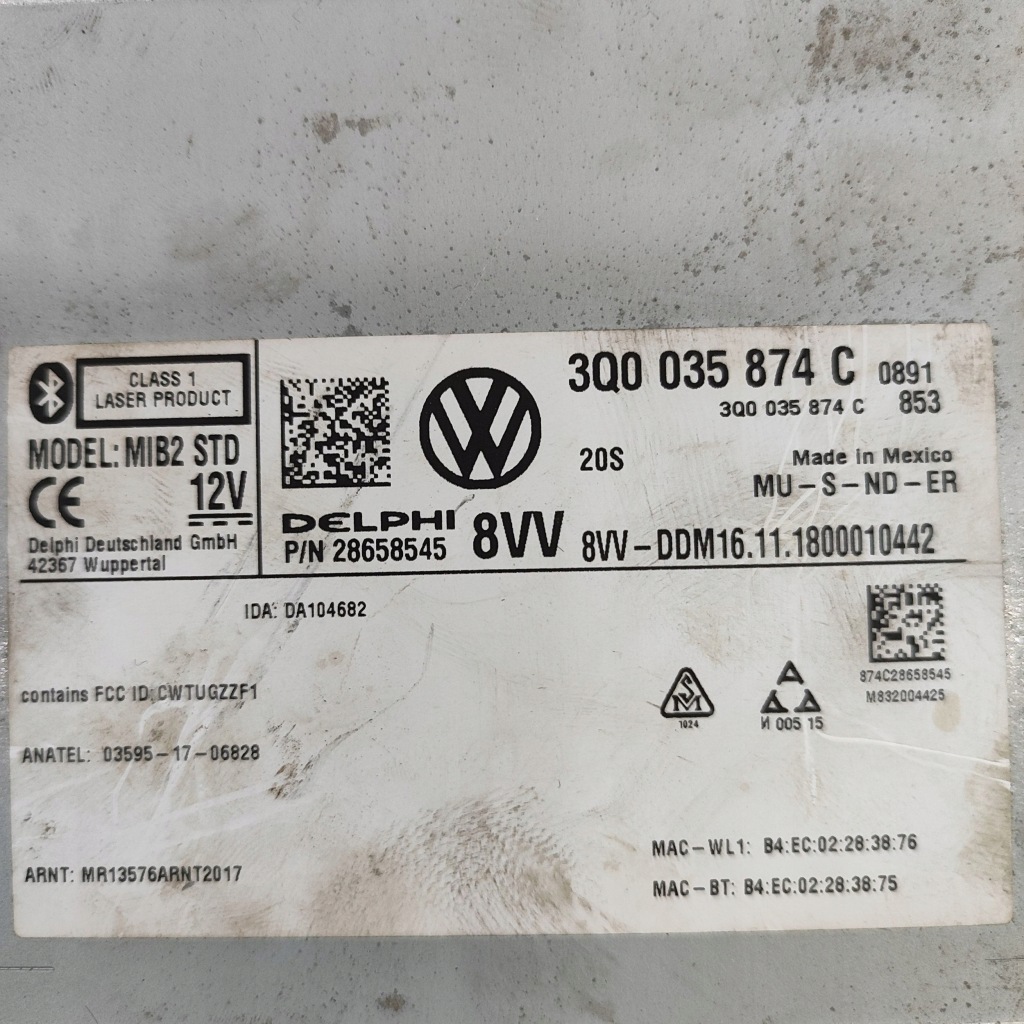 CLASS 1
LASER PRODUCT
MODEL: MIB2 STD
CE 12V
Delphi Deutschland GmbH
42367 Wuppertal
3Q0 035 874 C 0891
3Q0 035 874 C 853
20S
Made in Mexico
MU-S-ND-ER
DELPHI
P/N 28658545
8VV
8VV-DDM16.11.1800010442
IDA: DA104682
contains FCC ID: CWTUGZZF1
ANATEL: 03595-17-06828
ARNT: MR13576ARNT2017
SM
1024
A
И 005 15
874C28658545
M832004425
MAC-WL1: B4:EC:02:28:38:76
MAC-BT: B4:EC:02:28:38:75